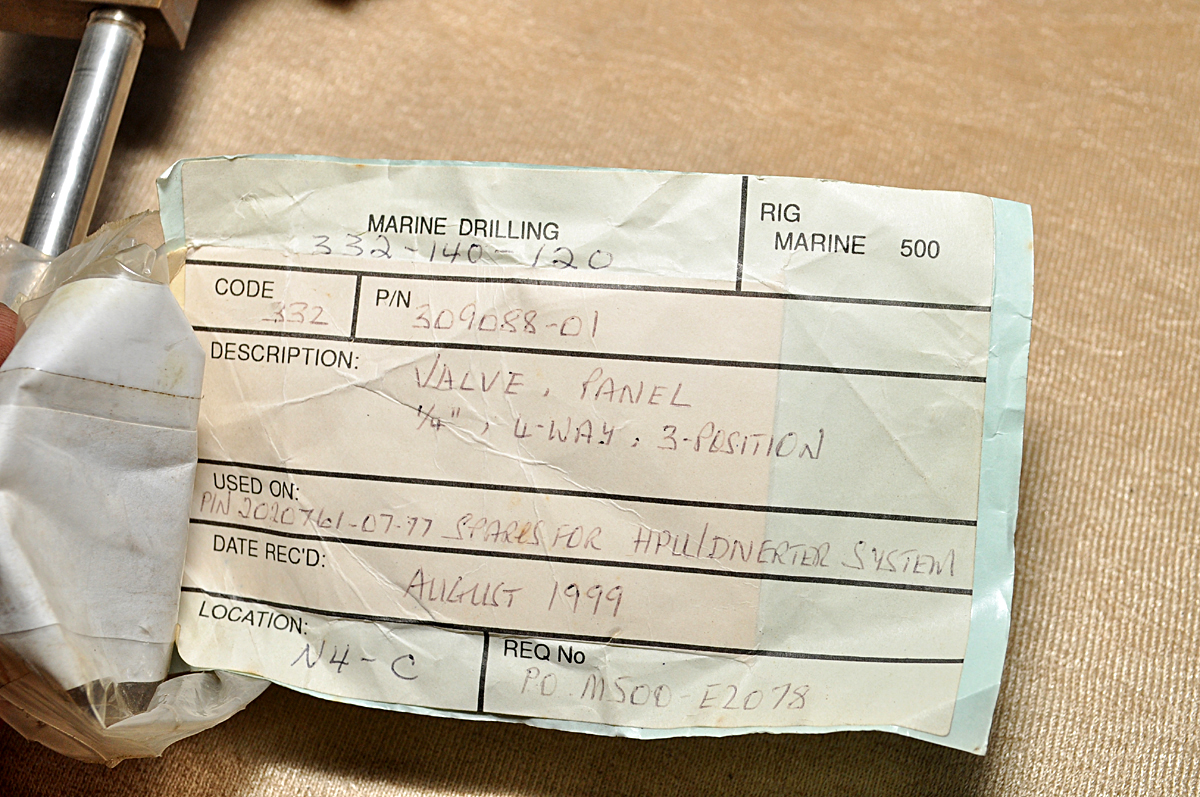 MARINE DRILLING
332-140-120
RIG
MARINE 500
CODE
332
P/N
309088-01
DESCRIPTION:
VALVE, PANEL
1/4", 4-WAY, 3-POSITION
USED ON:
P/N 2020761-07-77 SPARES FOR HPU/DIVERTER SYSTEM
DATE REC'D:
AUGUST 1999
LOCATION:
N4-C
REQ No
PO. M500-E2078